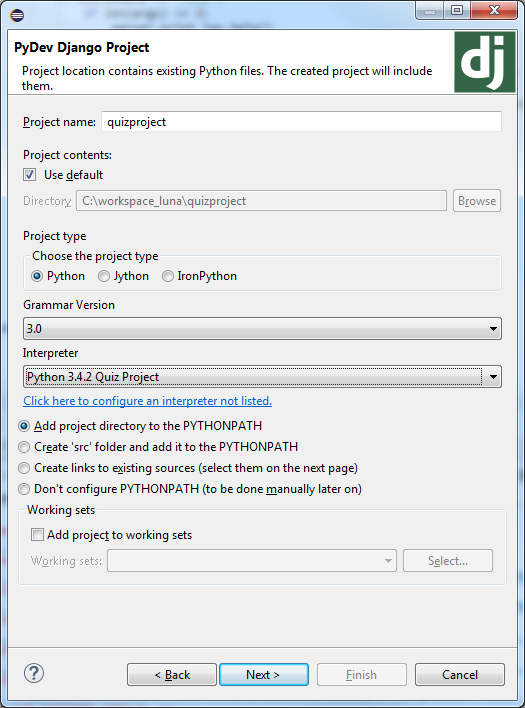 PyDev Django Project
Project location contains existing Python files. The created project will include
them.
dj
Project name: quizproject
Project contents:
Use default
Directory C:\workspace_luna\quizproject Browse
Project type
Choose the project type
Python Jython IronPython
Grammar Version
3.0
Interpreter
Python 3.4.2 Quiz Project
Click here to configure an interpreter not listed.
Add project directory to the PYTHONPATH
Create 'src' folder and add it to the PYTHONPATH
Create links to existing sources (select them on the next page)
Don't configure PYTHONPATH (to be done manually later on)
Working sets
Add project to working sets
Working sets: Select...
? < Back Next > Finish Cancel